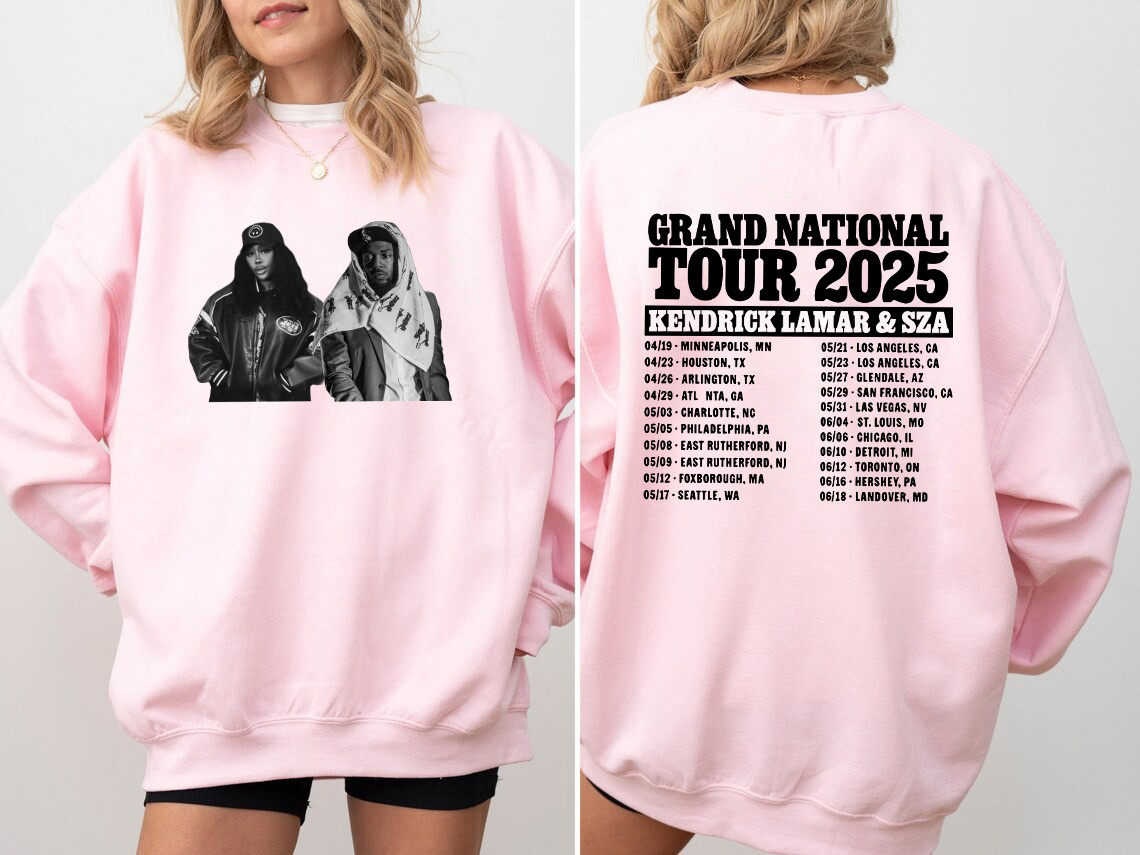 JETS
GRAND NATIONAL
TOUR 2025
KENDRICK LAMAR & SZA
04/19 · MINNEAPOLIS, MN
04/23 · HOUSTON, TX
04/26 · ARLINGTON, TX
04/29 · ATL NTA, GA
05/03 · CHARLOTTE, NC
05/05 · PHILADELPHIA, PA
05/08 · EAST RUTHERFORD, NJ
05/09 · EAST RUTHERFORD, NJ
05/12 · FOXBOROUGH, MA
05/17 · SEATTLE, WA
05/21 · LOS ANGELES, CA
05/23 · LOS ANGELES, CA
05/27 · GLENDALE, AZ
05/29 · SAN FRANCISCO, CA
05/31 · LAS VEGAS, NV
06/04 · ST. LOUIS, MO
06/06 · CHICAGO, IL
06/10 · DETROIT, MI
06/12 · TORONTO, ON
06/16 · HERSHEY, PA
06/18 · LANDOVER, MD